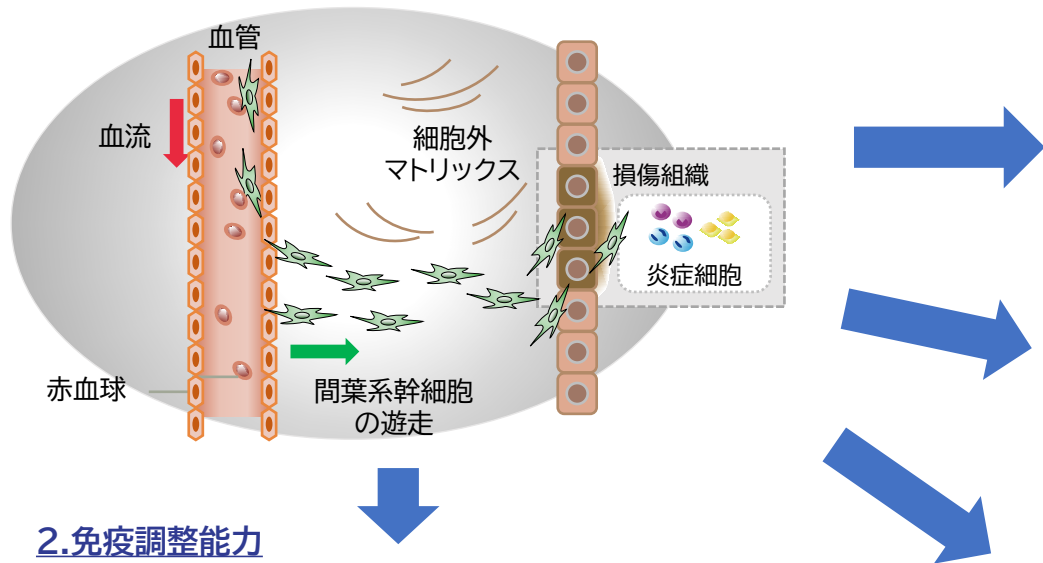 血管
血流
細胞外
マトリックス
損傷組織
炎症細胞
赤血球
間葉系幹細胞
の遊走
2.免疫調整能力